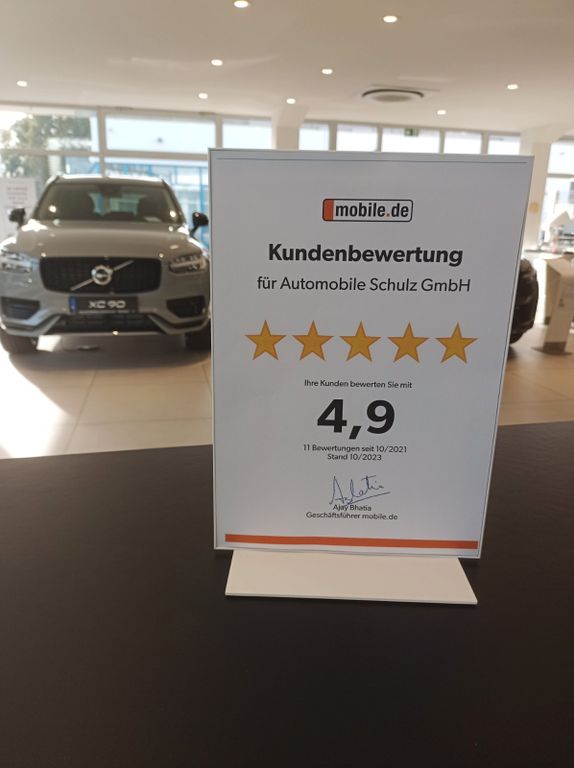 mobile.de
Kundenbewertung
für Automobile Schulz GmbH
Ihre Kunden bewerten Sie mit
4,9
11 Bewertungen seit 10/2021
Stand 10/2023
Ajay Bhatia
Geschäftsführer mobile.de
VOLVO
XC90